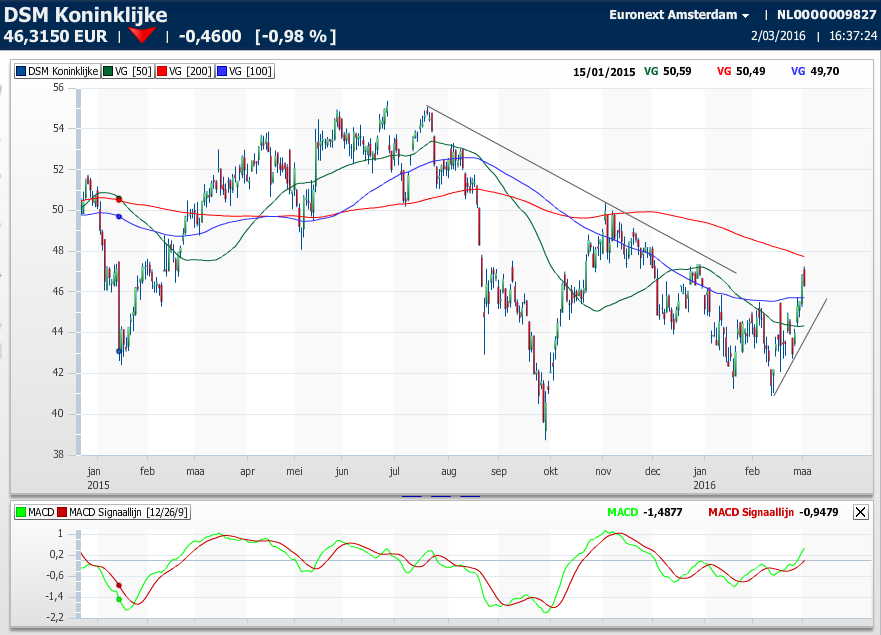 DSM Koninklijke
Euronext Amsterdam | NL0000009827
46,3150 EUR | | -0,4600 [-0,98 %]
2/03/2016 | 16:37:24
DSM Koninklijke VG [50] VG [200] VG [100]
15/01/2015 VG 50,59 VG 50,49 VG 49,70
56
54
52
50
48
46
44
42
40
38
jan feb maa apr mei jun jul aug sep okt nov dec jan feb maa
2015 2016
MACD MACD Signaallijn [12/26/9]
MACD -1,4877 MACD Signaallijn -0,9479
1
0,2
-0,6
-1,4
-2,2